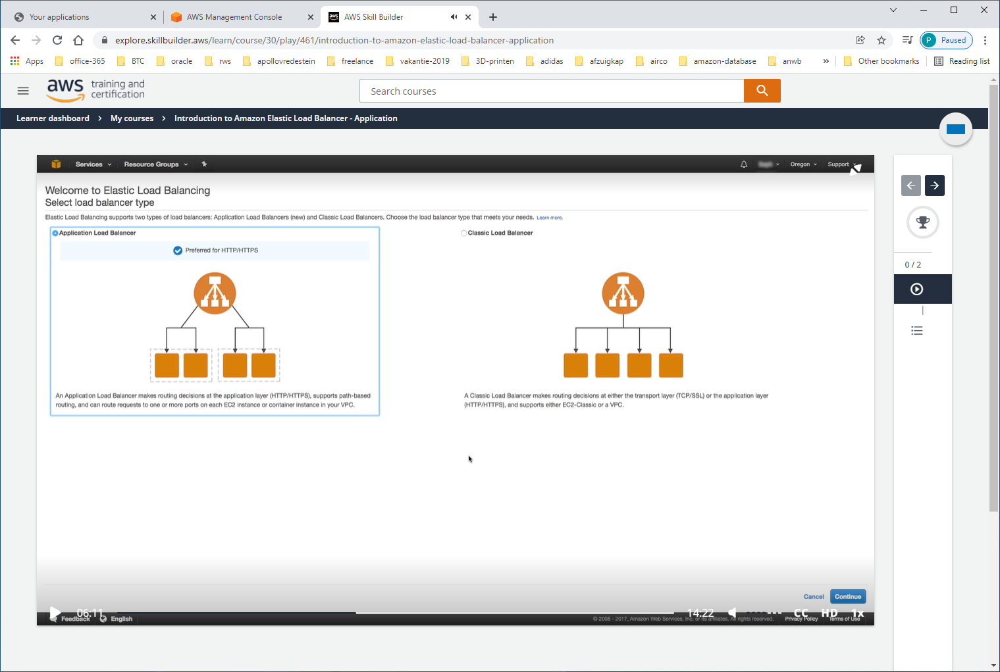 Your applications
AWS Management Console
aws AWS Skill Builder
explore.skillbuilder.aws/learn/course/30/play/461/introduction-to-amazon-elastic-load-balancer-application
P Paused
Apps office-365 BTC oracle rws apollovredestein freelance vakantie-2019 3D-printen adidas afzuigkap airco amazon-database anwb » Other bookmarks Reading list
aws training and
certification
Search courses
Learner dashboard > My courses > Introduction to Amazon Elastic Load Balancer - Application
Services Resource Groups Oregon Support
Welcome to Elastic Load Balancing
Select load balancer type
Elastic Load Balancing supports two types of load balancers: Application Load Balancers (new) and Classic Load Balancers. Choose the load balancer type that meets your needs. Learn more.
Application Load Balancer
Preferred for HTTP/HTTPS
An Application Load Balancer makes routing decisions at the application layer (HTTP/HTTPS), supports path-based
routing, and can route requests to one or more ports on each EC2 instance or container instance in your VPC.
Classic Load Balancer
A Classic Load Balancer makes routing decisions at either the transport layer (TCP/SSL) or the application layer
(HTTP/HTTPS), and supports either EC2-Classic or a VPC.
0 / 2
Cancel Continue
06:11 14:22 CC HD 1x
Feedback English © 2008 - 2017, Amazon Web Services, Inc. or its affiliates. All rights reserved. Privacy Policy Terms of Use